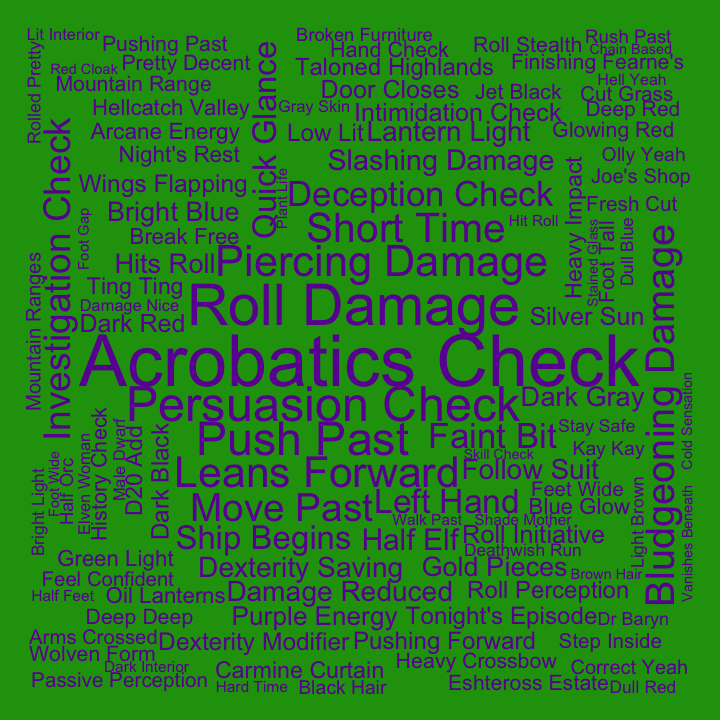 Lit Interior
Pushing Past
Broken Furniture
Hand Check
Roll Stealth
Rush Past
Chain Based
Rolled Pretty
Red Cloak
Pretty Decent
Quick Glance
Taloned Highlands
Finishing Fearne's
Mountain Range
Door Closes
Jet Black
Hell Yeah
Cut Grass
Hellcatch Valley
Gray Skin
Intimidation Check
Deep Red
Arcane Energy
Low Lit
Lantern Light
Glowing Red
Investigation Check
Night's Rest
Slashing Damage
Olly Yeah
Wings Flapping
Plant Life
Deception Check
Heavy Impact
Joe's Shop
Bright Blue
Short Time
Hit Roll
Fresh Cut
Foot Gap
Break Free
Stained Glass
Foot Tall
Dull Blue
Hits Roll
Piercing Damage
Bludgeoning Damage
Mountain Ranges
Ting Ting
Damage Nice
Roll Damage
Silver Sun
Dark Red
Acrobatics Check
Persuasion Check
Dark Gray
Cold Sensation
History Check
Male Dwarf
D20 Add
Dark Black
Push Past
Faint Bit
Stay Safe
Elven Woman
Half Orc
Foot Wide
Bright Light
Skill Check
Kay Kay
Leans Forward
Follow Suit
Feet Wide
Light Brown
Vanishes Beneath
Move Past
Left Hand
Blue Glow
Walk Past
Shade Mother
Ship Begins
Half Elf
Roll Initiative
Deathwish Run
Green Light
Dexterity Saving
Gold Pieces
Brown Hair
Feel Confident
Half Feet
Oil Lanterns
Damage Reduced
Roll Perception
Deep Deep
Purple Energy
Tonight's Episode
Dr Baryn
Arms Crossed
Dexterity Modifier
Pushing Forward
Step Inside
Wolven Form
Dark Interior
Carmine Curtain
Heavy Crossbow
Correct Yeah
Passive Perception
Hard Time
Black Hair
Eshteross Estate
Dull Red